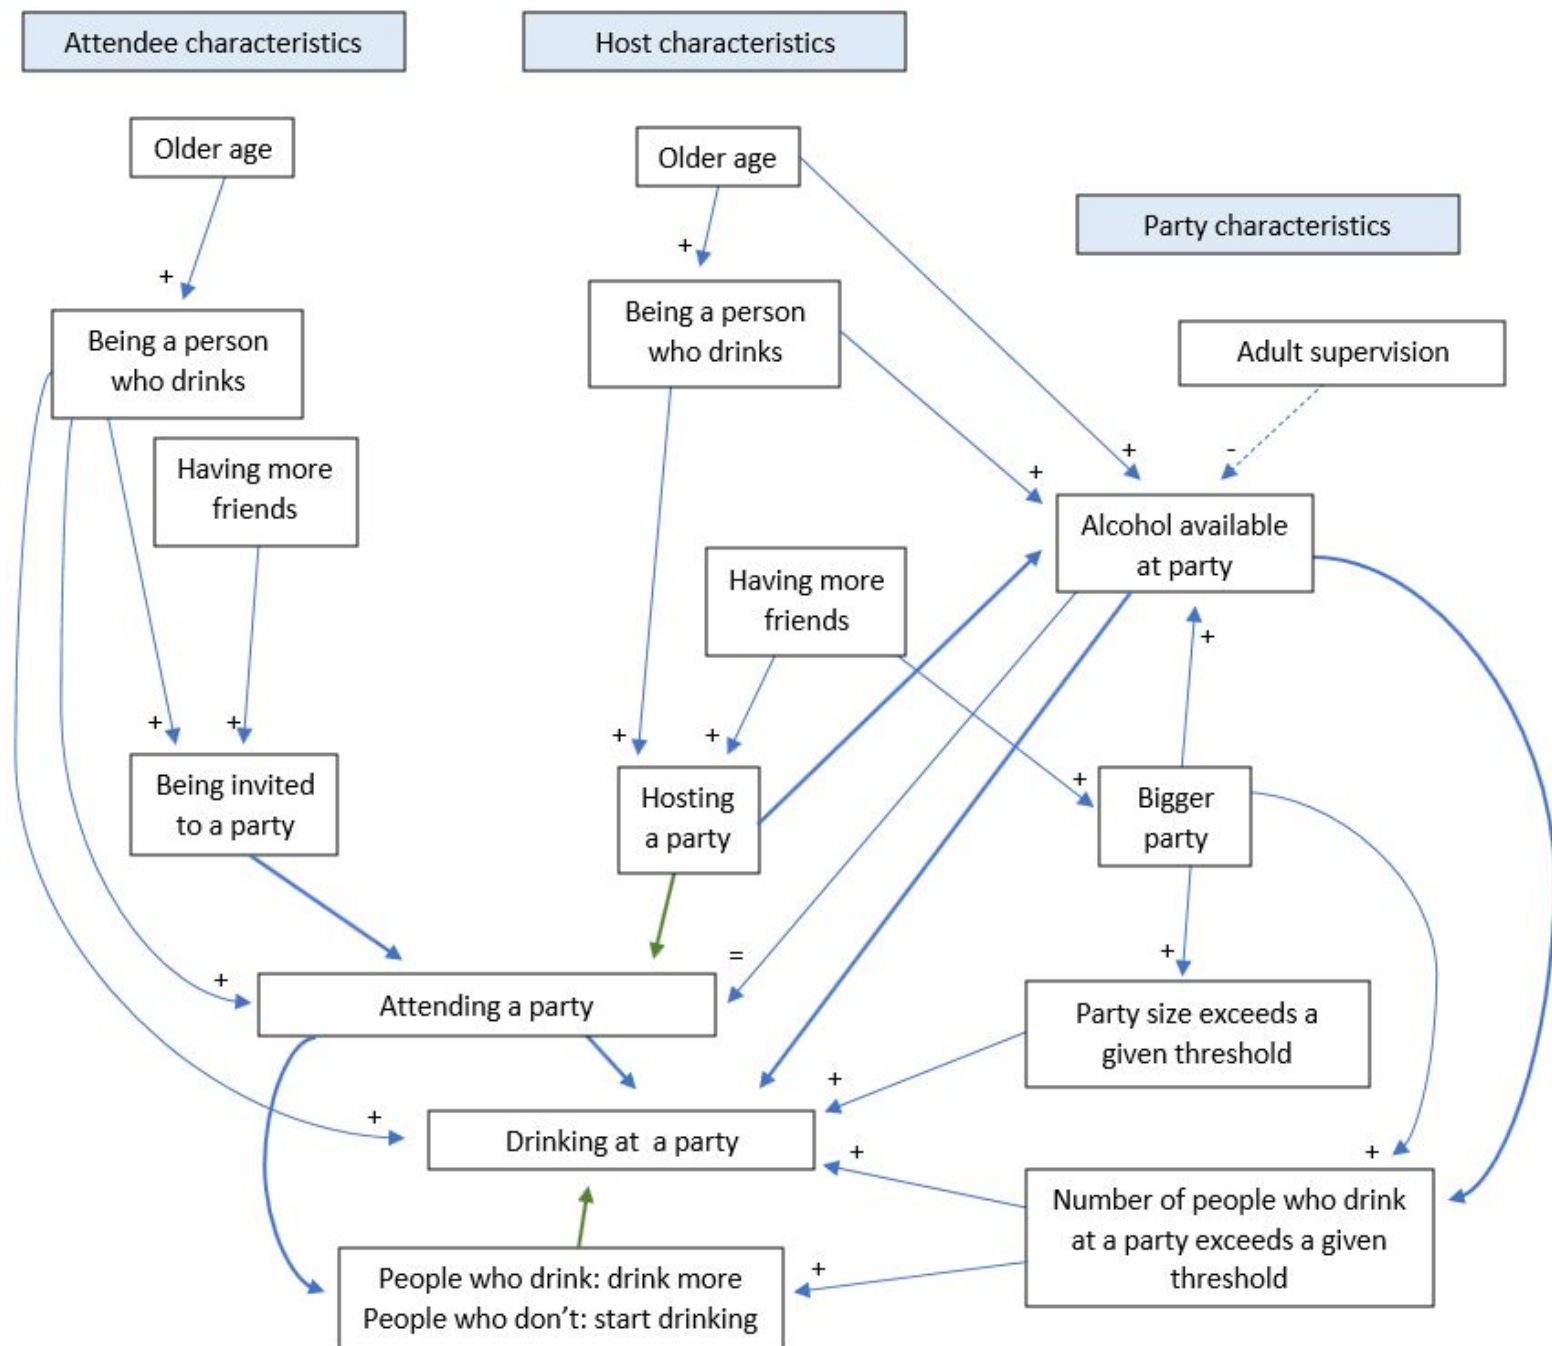 Attendee characteristics
Host characteristics
Older age
Older age
Party characteristics
+
+
Being a person
who drinks
Being a person
who drinks
Adult supervision
+
-
+
Having more
friends
Alcohol available
at party
Having more
friends
+
+
+
+
+
+
Being invited
to a party
Hosting
a party
Bigger
party
+
=
+
Attending a party
Party size exceeds a
given threshold
+
+
Drinking at a party
+
+
Number of people who drink
at a party exceeds a given
threshold
+
People who drink: drink more
People who don't: start drinking